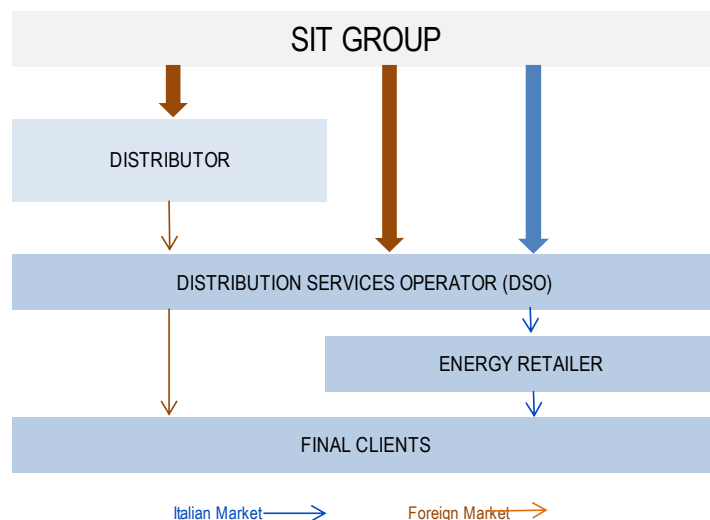 SIT GROUP
DISTRIBUTOR
DISTRIBUTION SERVICES OPERATOR (DSO)
ENERGY RETAILER
FINAL CLIENTS
Italian Market
Foreign Market